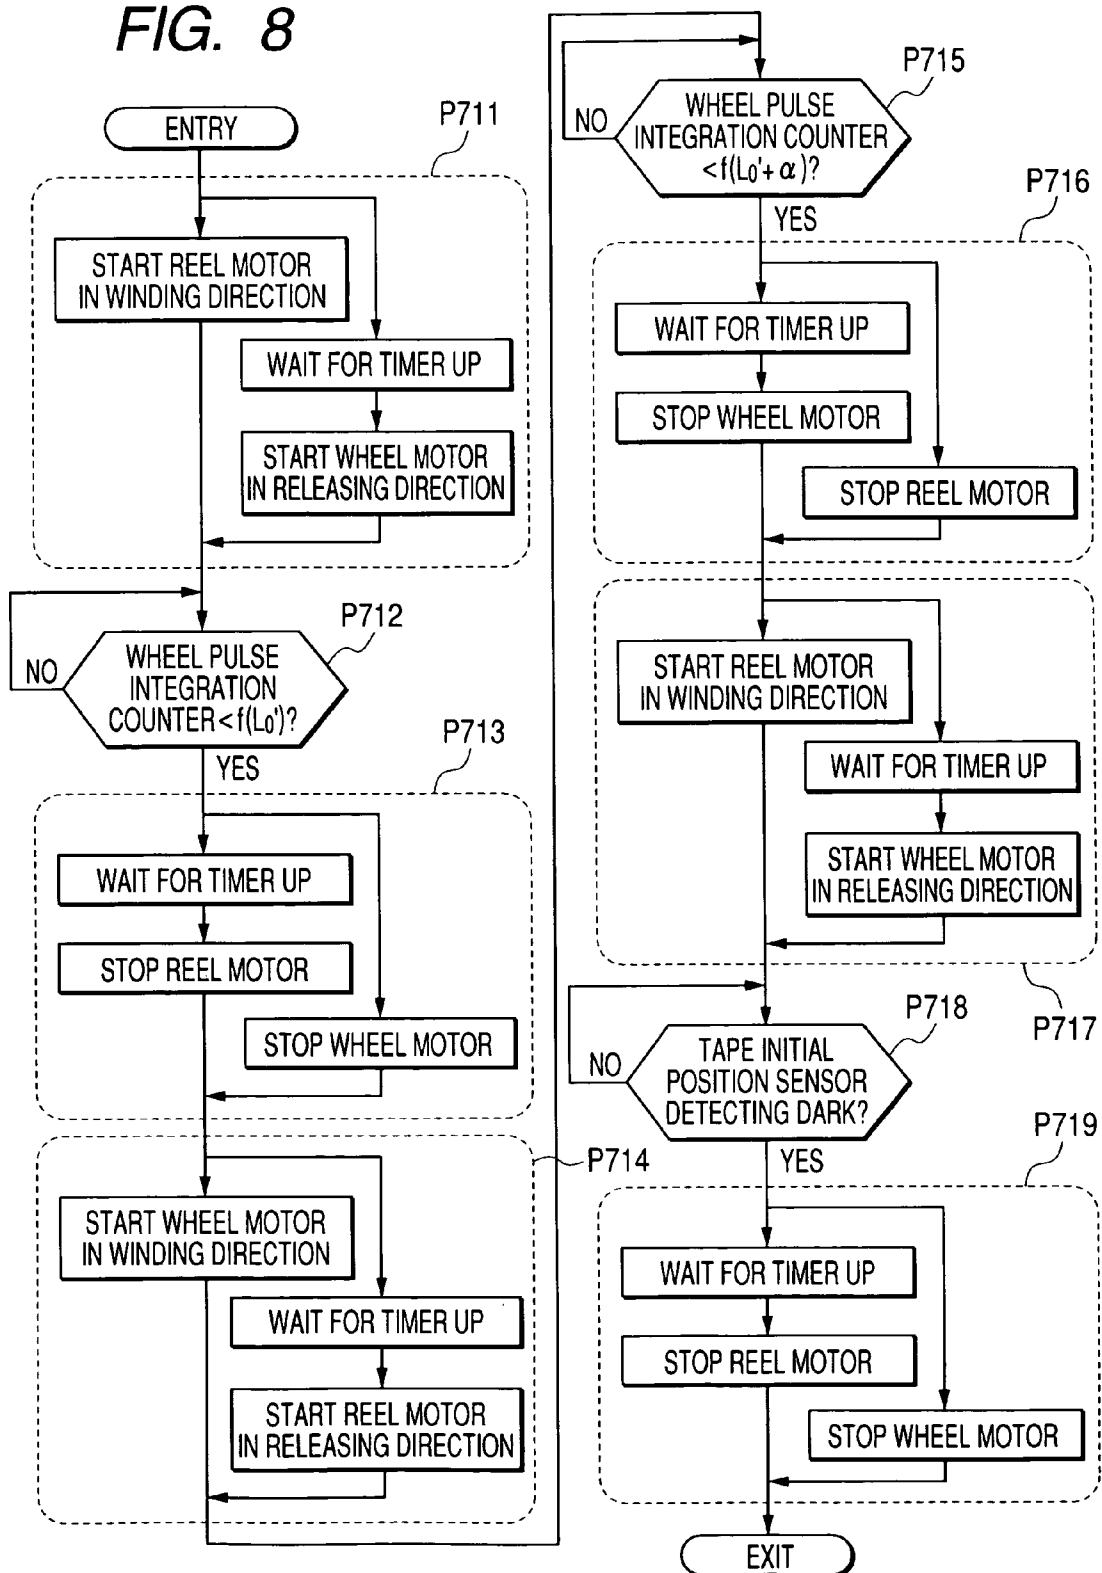 FIG. 8
ENTRY
P711
START REEL MOTOR
IN WINDING DIRECTION
WAIT FOR TIMER UP
START WHEEL MOTOR
IN RELEASING DIRECTION
P712
NO
WHEEL PULSE
INTEGRATION
COUNTER < f(L0')?
YES
P713
WAIT FOR TIMER UP
STOP REEL MOTOR
STOP WHEEL MOTOR
P714
START WHEEL MOTOR
IN WINDING DIRECTION
WAIT FOR TIMER UP
START REEL MOTOR
IN RELEASING DIRECTION
P715
NO
WHEEL PULSE
INTEGRATION COUNTER
< f(L0' + α)?
YES
P716
WAIT FOR TIMER UP
STOP WHEEL MOTOR
STOP REEL MOTOR
START REEL MOTOR
IN WINDING DIRECTION
WAIT FOR TIMER UP
START WHEEL MOTOR
IN RELEASING DIRECTION
P717
P718
NO
TAPE INITIAL
POSITION SENSOR
DETECTING DARK?
YES
P719
WAIT FOR TIMER UP
STOP REEL MOTOR
STOP WHEEL MOTOR
EXIT